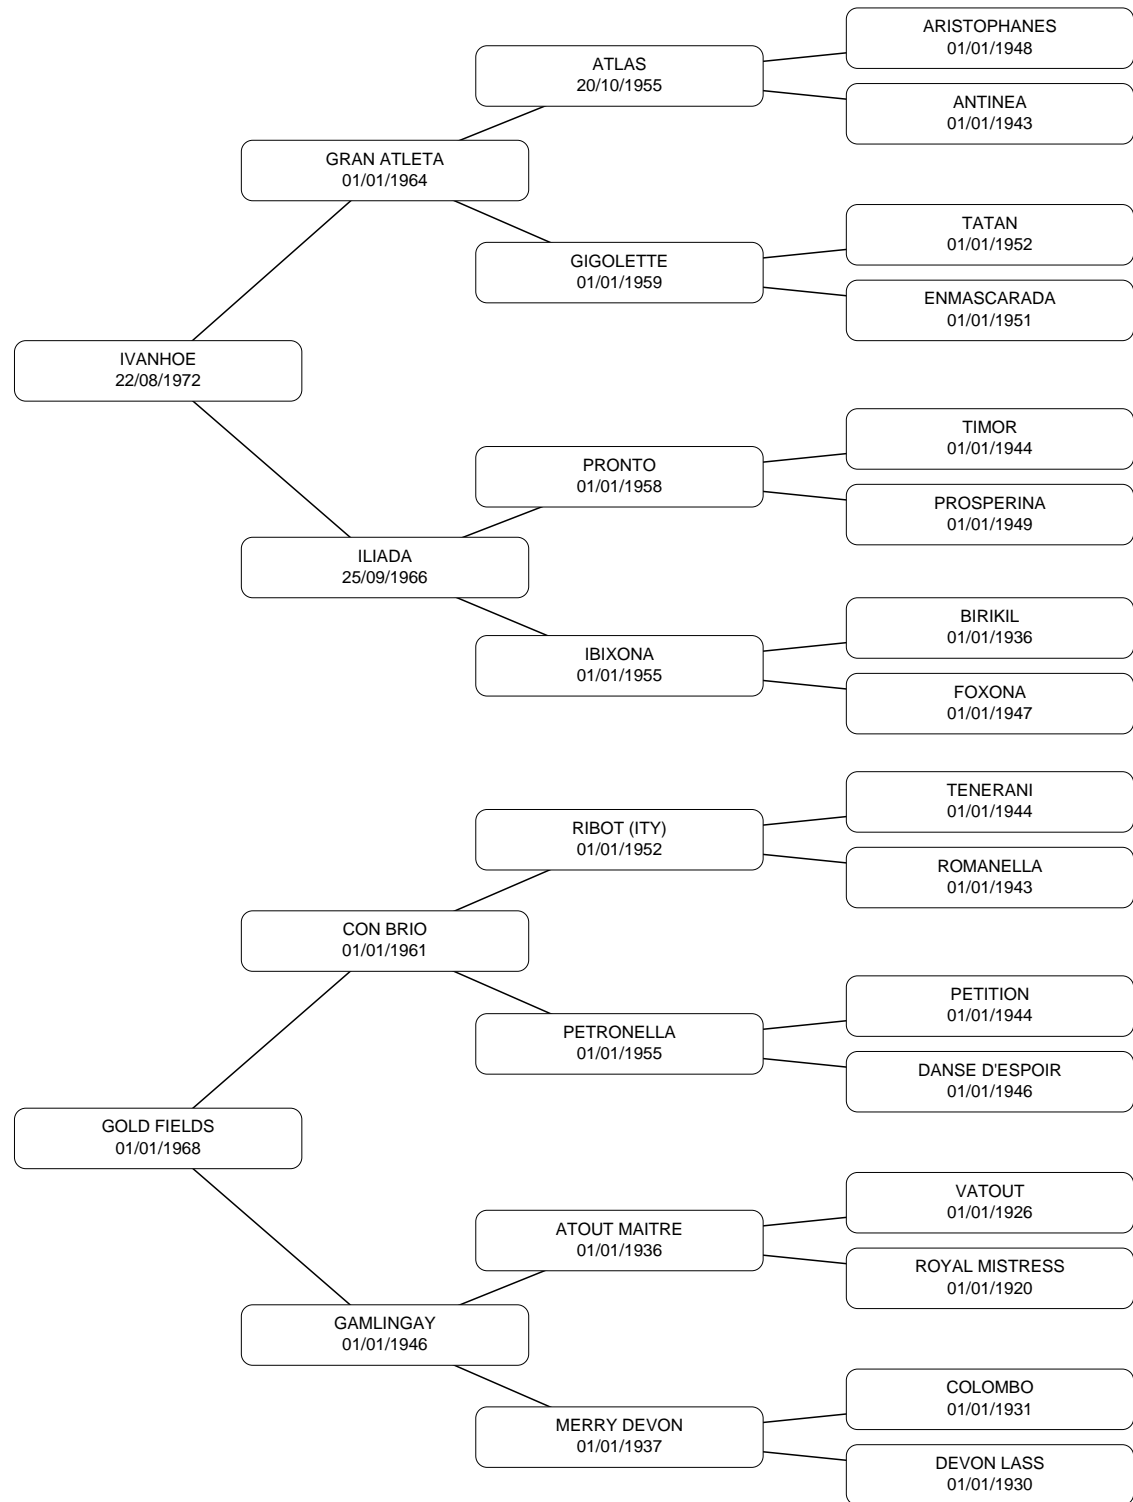 ARISTOPHANES
01/01/1948
ATLAS
20/10/1955
ANTINEA
01/01/1943
GRAN ATLETA
01/01/1964
TATAN
01/01/1952
GIGOLETTE
01/01/1959
ENMASCARADA
01/01/1951
IVANHOE
22/08/1972
TIMOR
01/01/1944
PRONTO
01/01/1958
PROSPERINA
01/01/1949
ILIADA
25/09/1966
BIRIKIL
01/01/1936
IBIXONA
01/01/1955
FOXONA
01/01/1947
TENERANI
01/01/1944
RIBOT (ITY)
01/01/1952
ROMANELLA
01/01/1943
CON BRIO
01/01/1961
PETITION
01/01/1944
PETRONELLA
01/01/1955
DANSE D'ESPOIR
01/01/1946
GOLD FIELDS
01/01/1968
VATOUT
01/01/1926
ATOUT MAITRE
01/01/1936
ROYAL MISTRESS
01/01/1920
GAMLINGAY
01/01/1946
COLOMBO
01/01/1931
MERRY DEVON
01/01/1937
DEVON LASS
01/01/1930